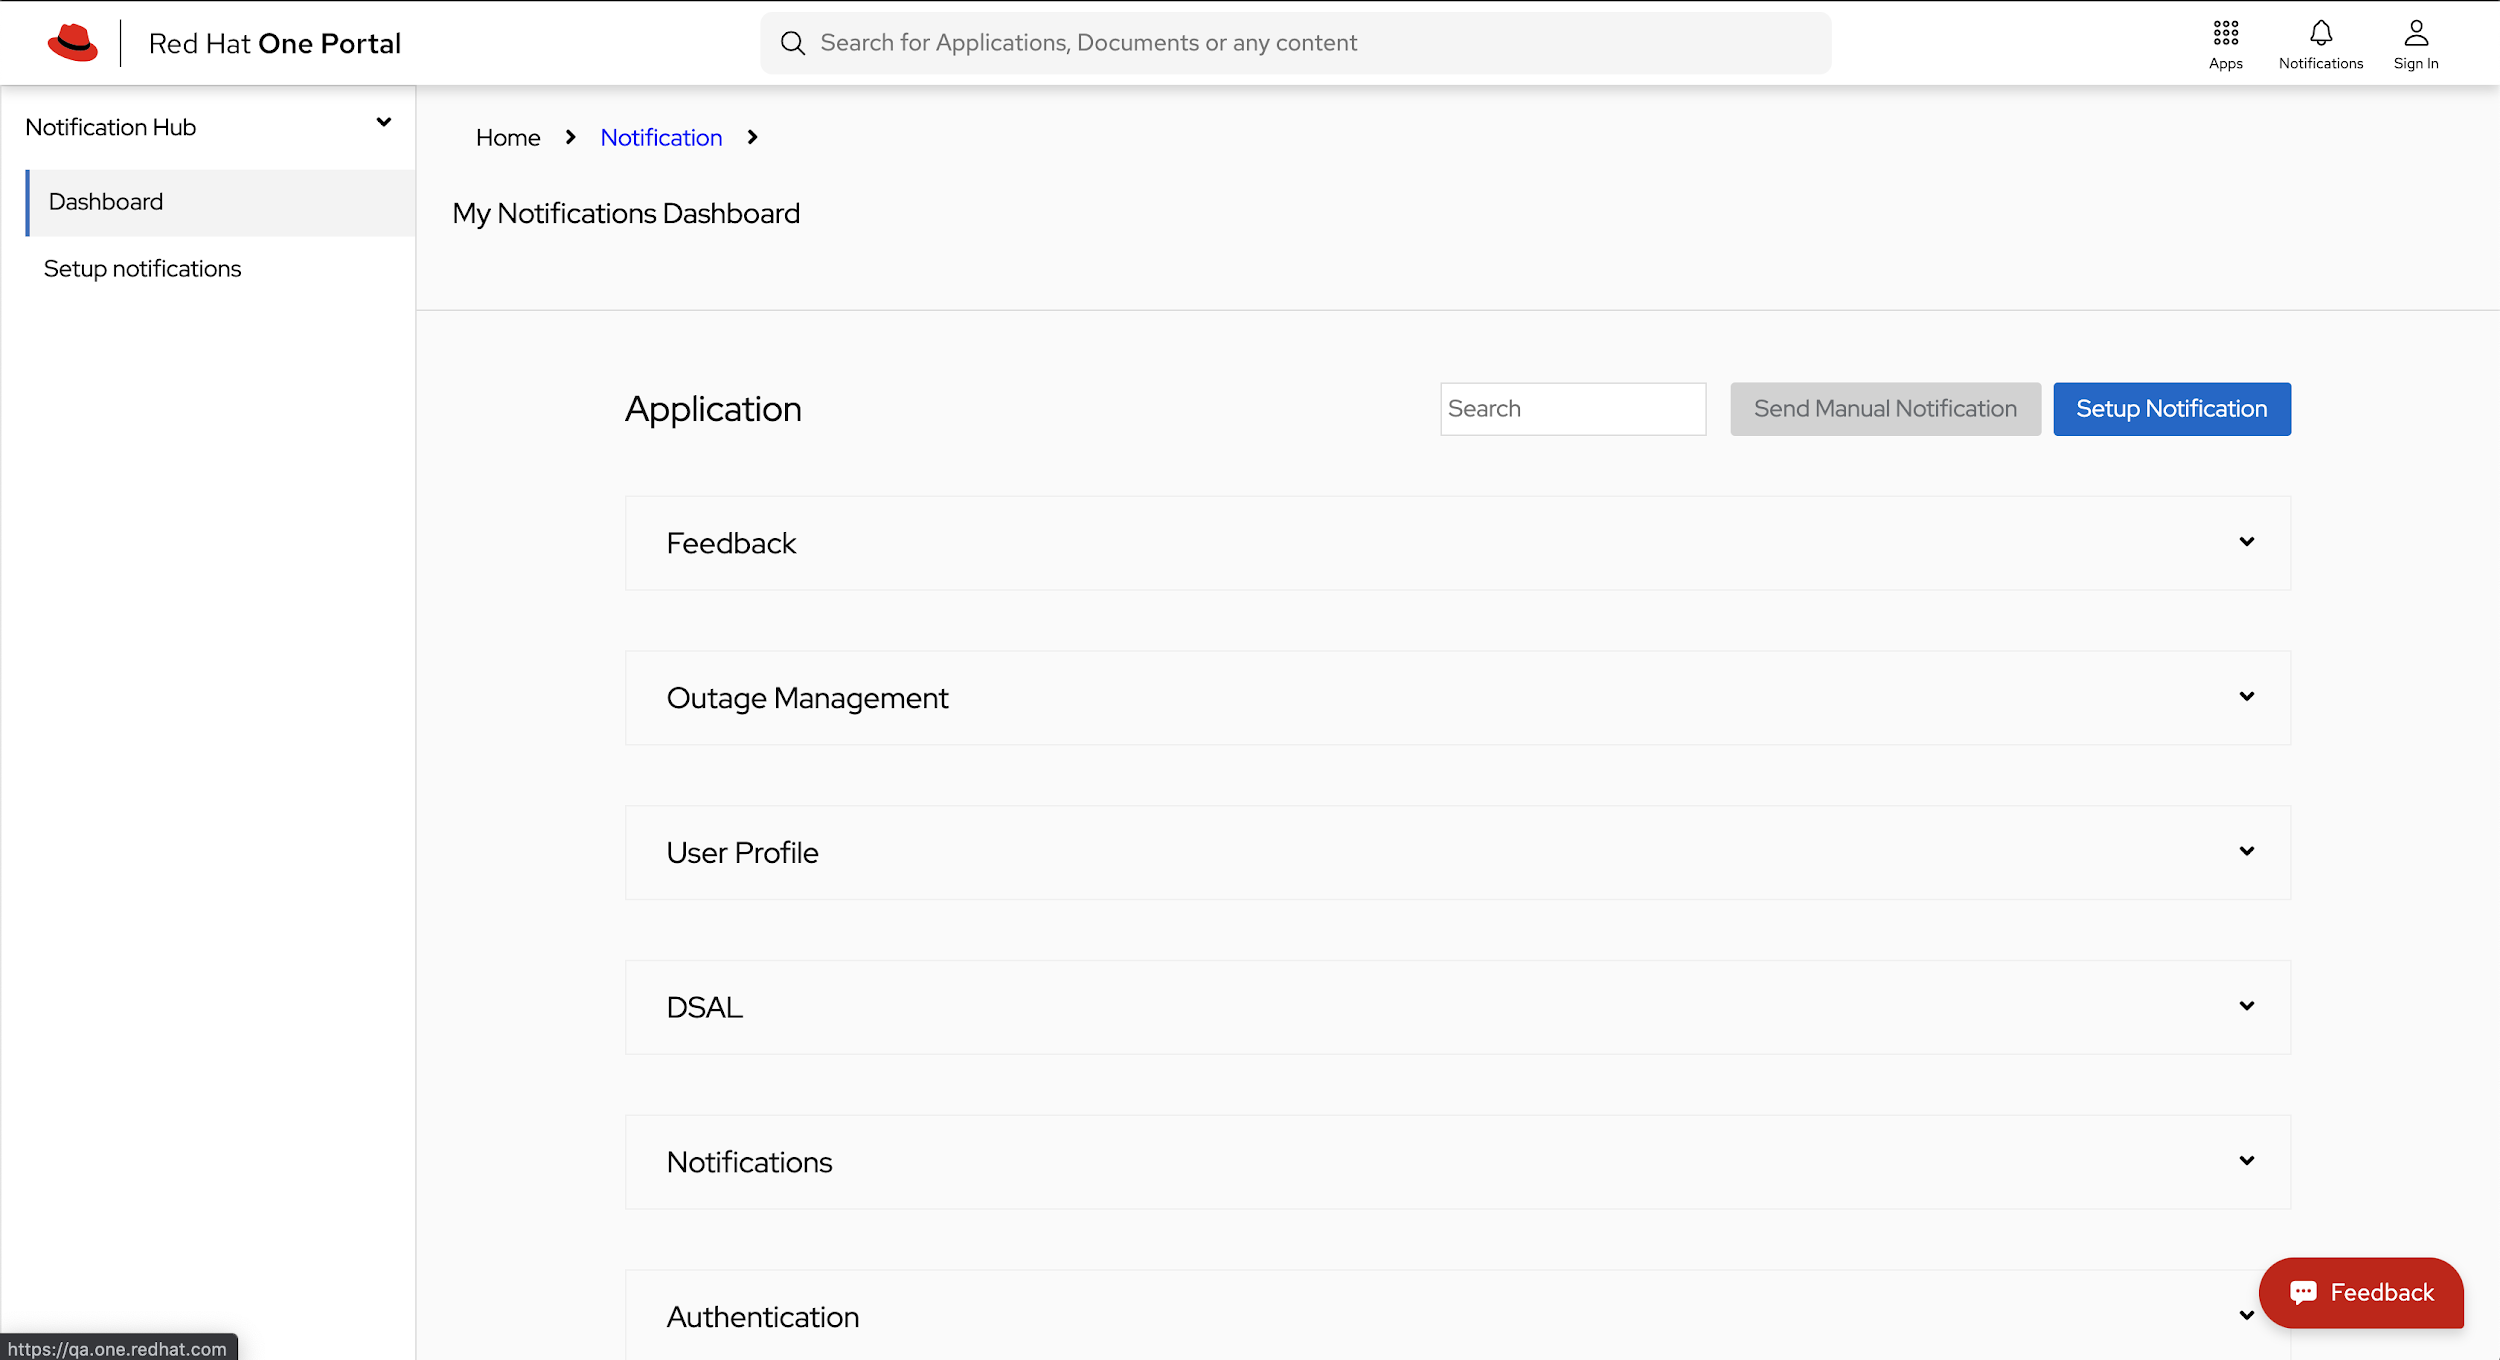 Red Hat One Portal
Search for Applications, Documents or any content
Apps
Notifications
Sign In
Notification Hub
Dashboard
Setup notifications
Home
Notification
My Notifications Dashboard
Application
Search
Send Manual Notification
Setup Notification
Feedback
Outage Management
User Profile
DSAL
Notifications
Authentication
Feedback
https://qa.one.redhat.com